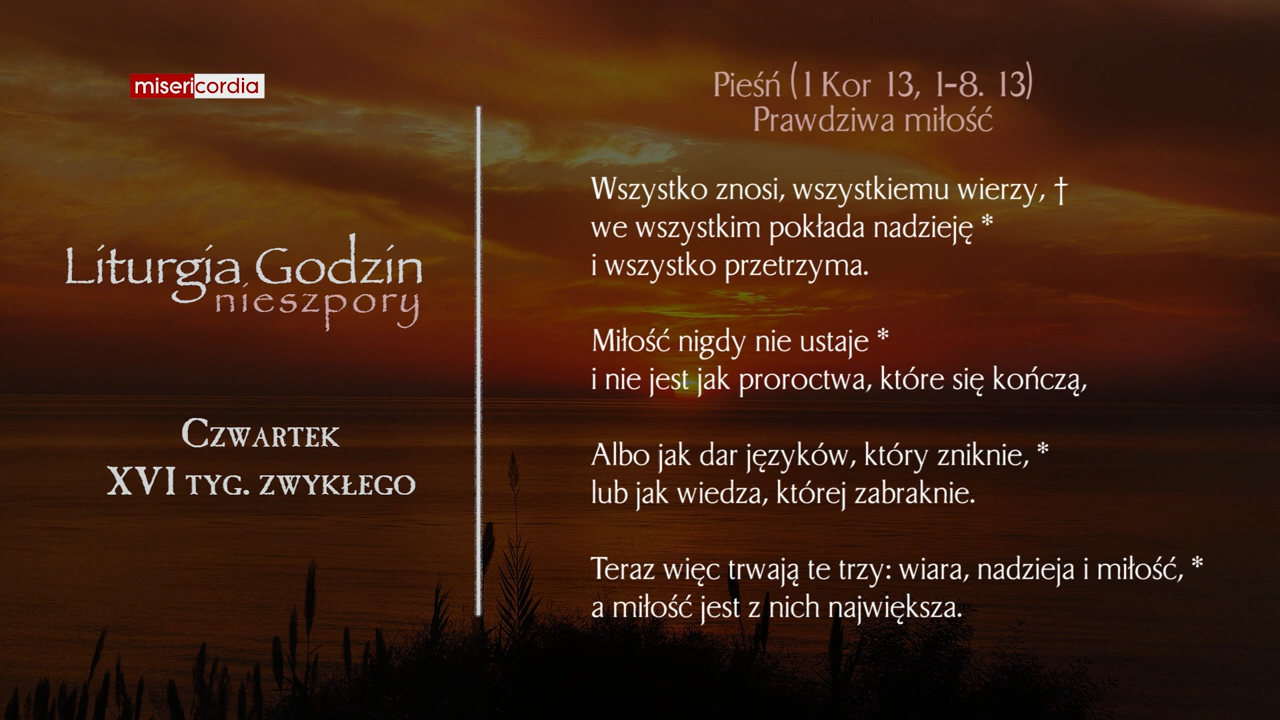 misericordia
Liturgia Godzin
nieszpory
Czwartek
XVI tyg. zwykłego
Pieśń (1 Kor 13, 1-8. 13)
Prawdziwa miłość
Wszystko znosi, wszystkiemu wierzy, †
we wszystkim pokłada nadzieję *
i wszystko przetrzyma.
Miłość nigdy nie ustaje *
i nie jest jak proroctwa, które się kończą,
Albo jak dar języków, który zniknie, *
lub jak wiedza, której zabraknie.
Teraz więc trwają te trzy: wiara, nadzieja i miłość, *
a miłość jest z nich największa.